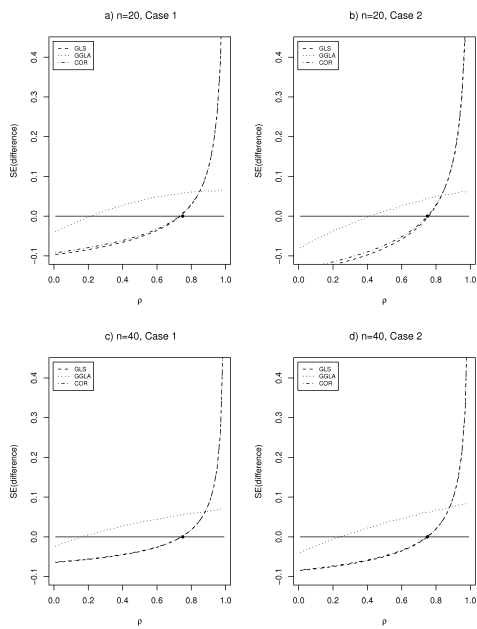 a) n=20, Case 1
b) n=20, Case 2
GLS
GGLA
COR
GLS
GGLA
COR
SE(difference)
SE(difference)
−0.1 0.0 0.1 0.2 0.3 0.4
−0.1 0.0 0.1 0.2 0.3 0.4
0.0 0.2 0.4 0.6 0.8 1.0
0.0 0.2 0.4 0.6 0.8 1.0
ρ
ρ
c) n=40, Case 1
d) n=40, Case 2
GLS
GGLA
COR
GLS
GGLA
COR
SE(difference)
SE(difference)
−0.1 0.0 0.1 0.2 0.3 0.4
−0.1 0.0 0.1 0.2 0.3 0.4
0.0 0.2 0.4 0.6 0.8 1.0
0.0 0.2 0.4 0.6 0.8 1.0
ρ
ρ